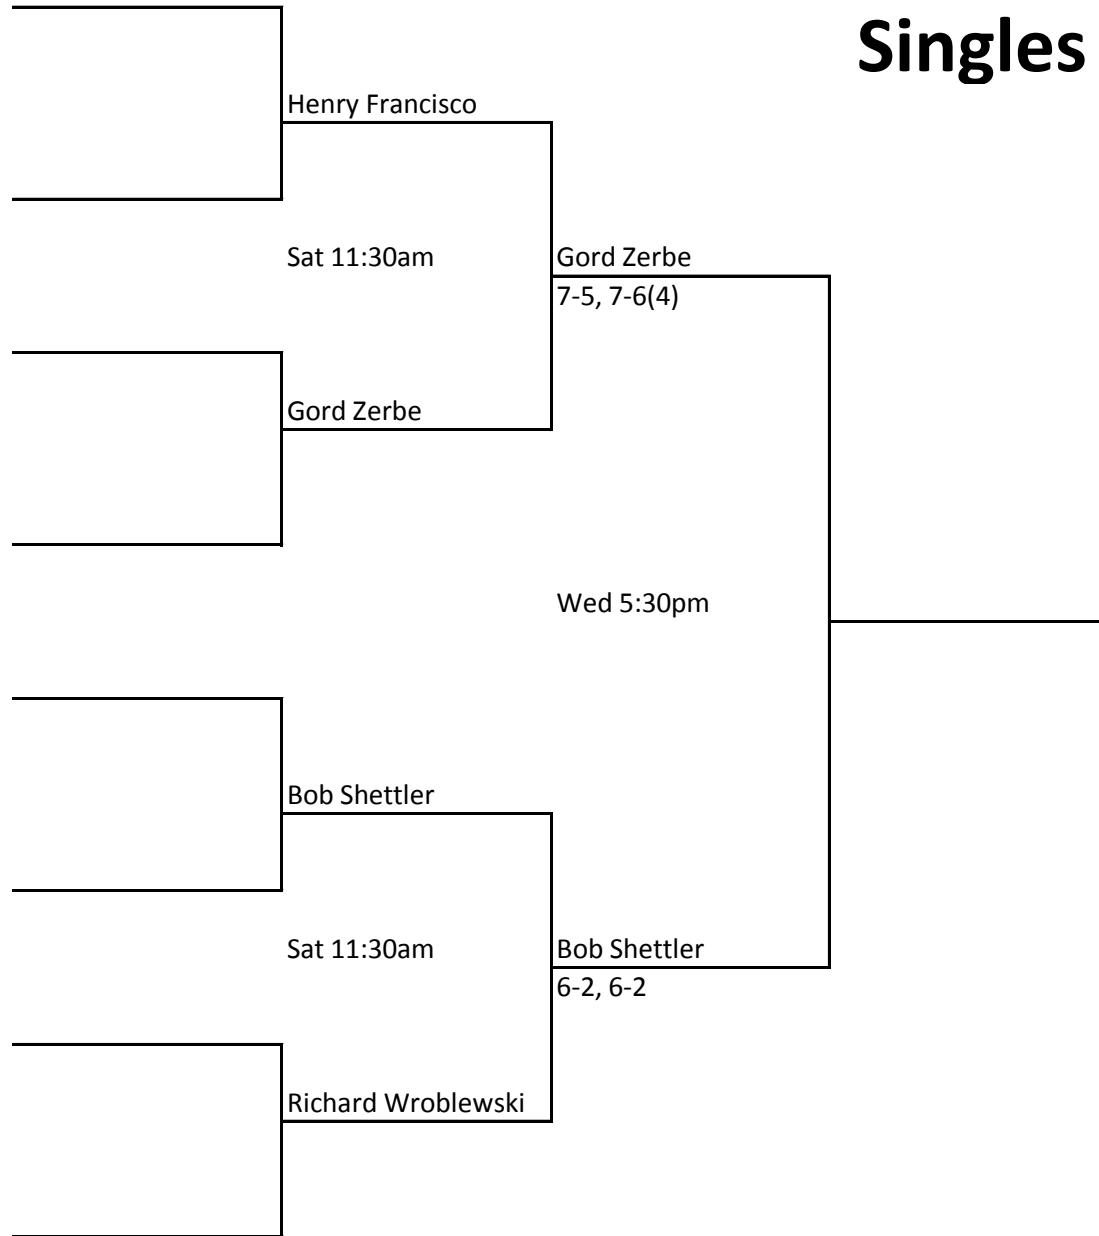 Singles
Henry Francisco
Sat 11:30am
Gord Zerbe
7-5, 7-6(4)
Gord Zerbe
Wed 5:30pm
Bob Shettler
Sat 11:30am
Bob Shettler
6-2, 6-2
Richard Wroblewski